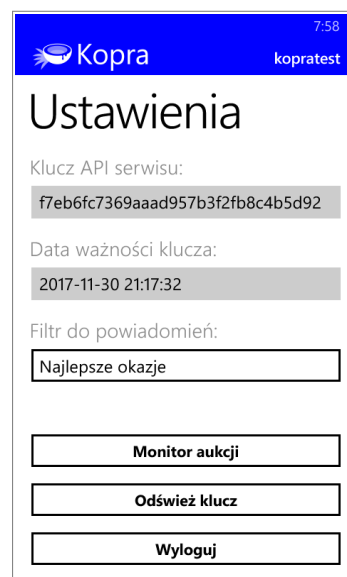 7:58
Kopra
kopratest
Ustawienia
Klucz API serwisu:
f7eb6fc7369aaad957b3f2fb8c4b5d92
Data ważności klucza:
2017-11-30 21:17:32
Filtr do powiadomień:
Najlepsze okazje
Monitor aukcji
Odśwież klucz
Wyloguj